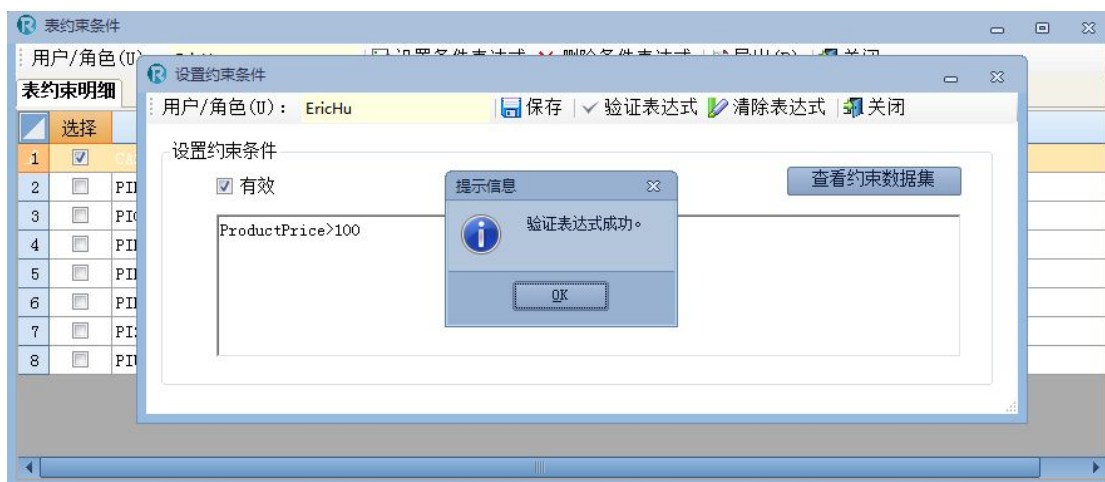 表约束条件
用户/角色(U)
设置约束条件
用户/角色(U)： EricHu 保存 验证表达式 清除表达式 关闭
表约束明细
选择
设置约束条件
有效
查看约束数据集
提示信息
验证表达式成功。
OK
ProductPrice>100
1
2
3
4
5
6
7
8